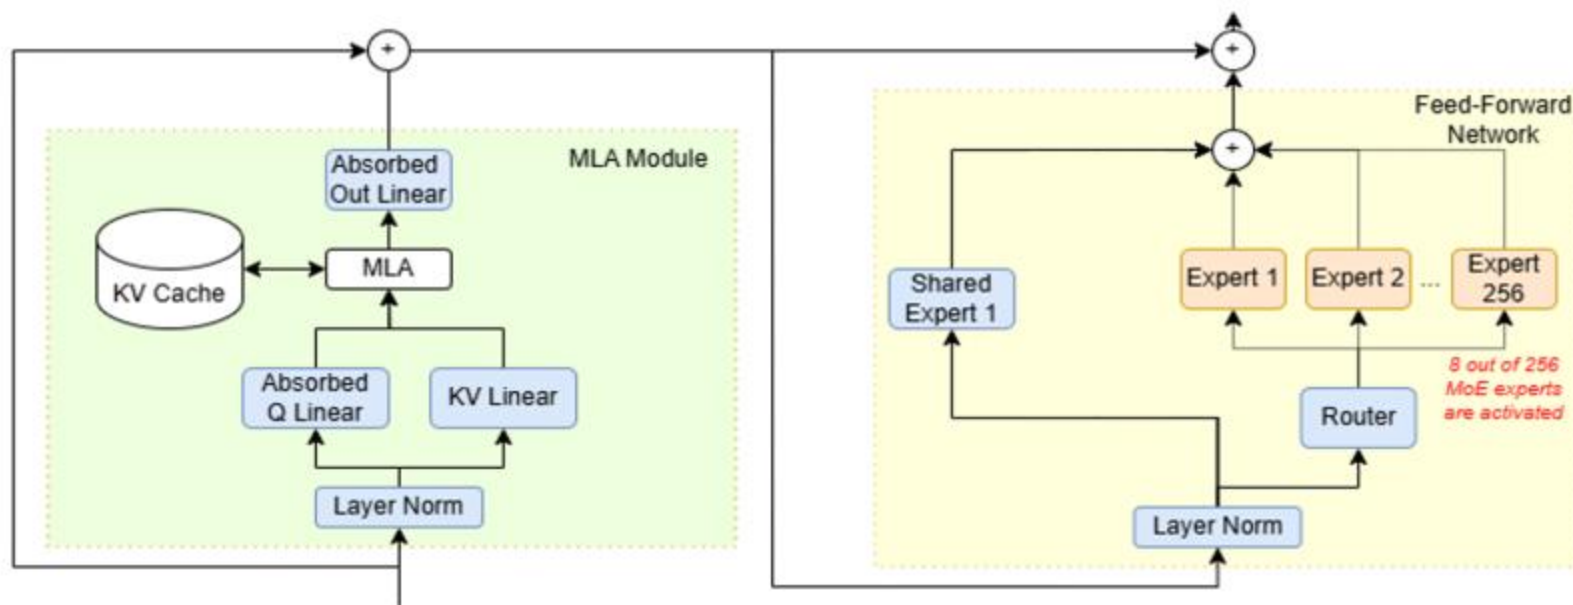 +
+
Feed-Forward
Network
+
MLA Module
Absorbed
Out Linear
KV Cache
MLA
Absorbed
Q Linear
KV Linear
Layer Norm
Shared
Expert 1
Expert 1
Expert 2
...
Expert
256
8 out of 256
MoE experts
are activated
Router
Layer Norm